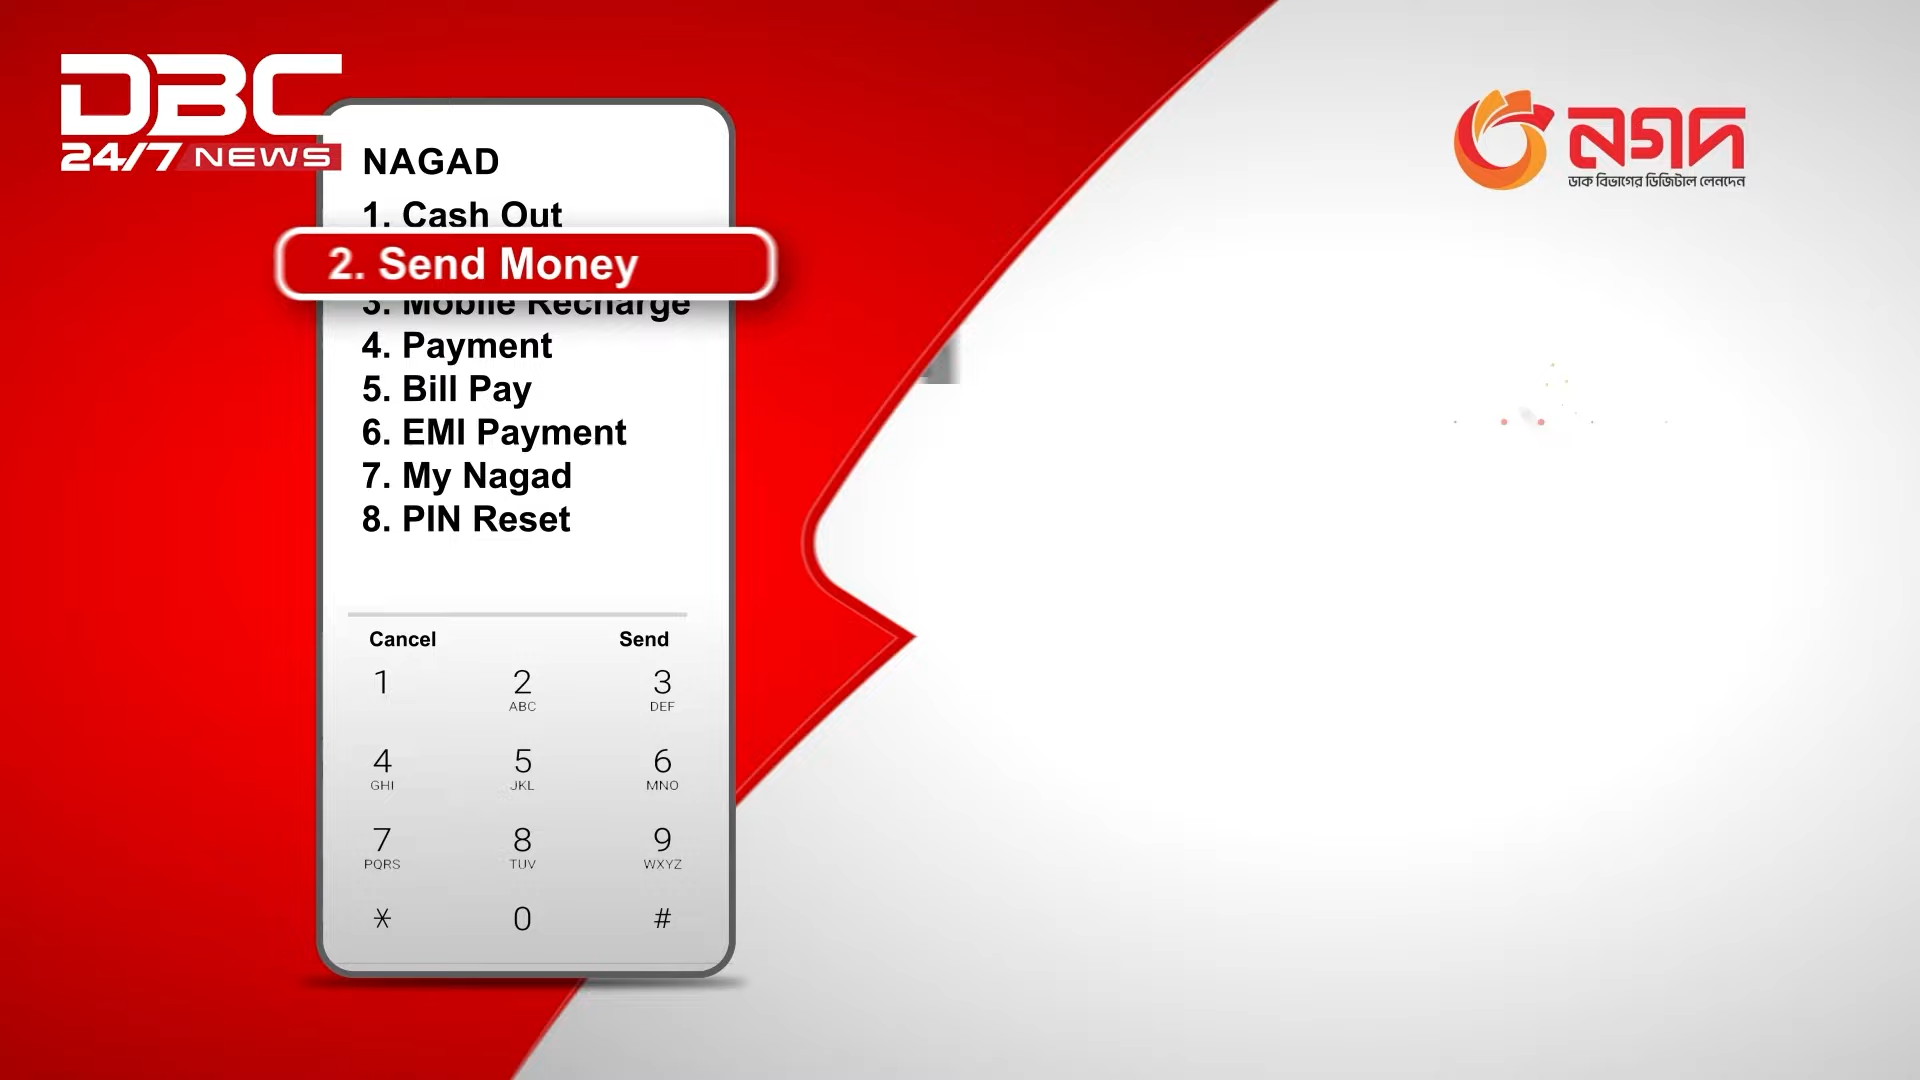 DBC
24/7 NEWS
নগদ
ডাক বিভাগের ডিজিটাল লেনদেন
NAGAD
1. Cash Out
2. Send Money
3. Mobile Recharge
4. Payment
5. Bill Pay
6. EMI Payment
7. My Nagad
8. PIN Reset
Cancel Send
1 2 3
ABC DEF
4 5 6
GHI JKL MNO
7 8 9
PQRS TUV WXYZ
* 0 #